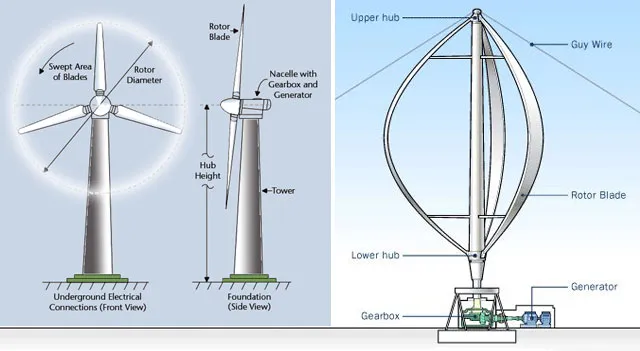 Swept Area
of Blades
Rotor
Diameter
Rotor
Blade
Nacelle with
Gearbox and
Generator
Hub
Height
Tower
Underground Electrical
Connections (Front View)
Foundation
(Side View)
Upper hub
Guy Wire
Rotor Blade
Lower hub
Generator
Gearbox